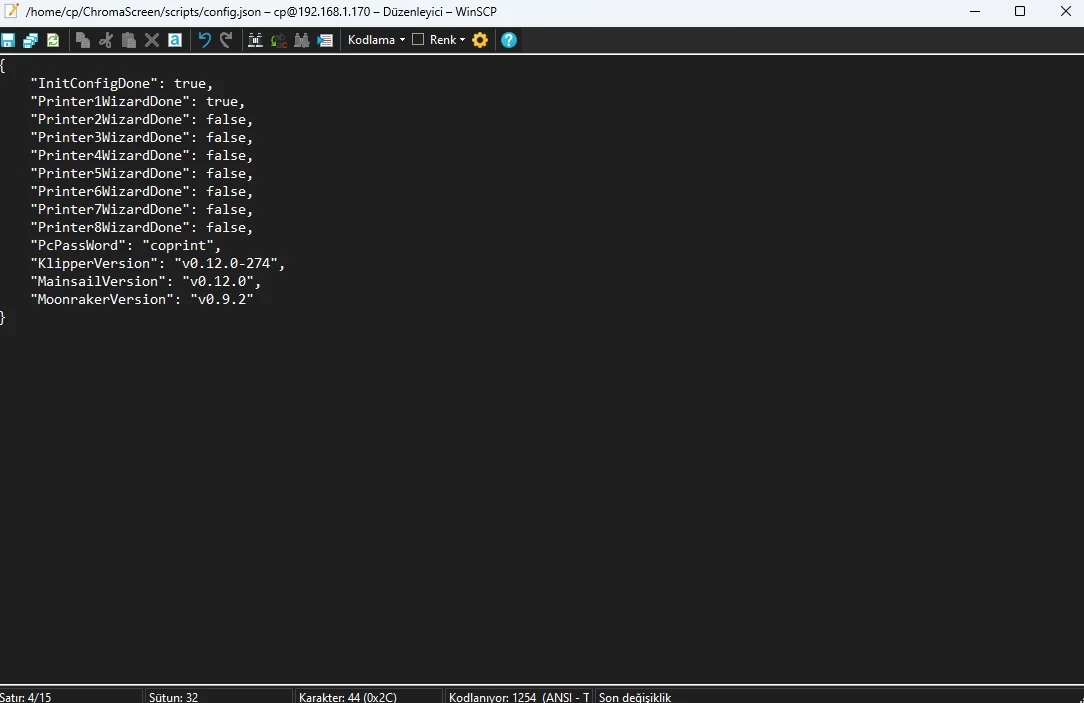 /home/cp/ChromaScreen/scripts/config.json – cp@192.168.1.170 – Düzenleyici – WinSCP
Kodlama Renk
{
    "InitConfigDone": true,
    "Printer1WizardDone": true,
    "Printer2WizardDone": false,
    "Printer3WizardDone": false,
    "Printer4WizardDone": false,
    "Printer5WizardDone": false,
    "Printer6WizardDone": false,
    "Printer7WizardDone": false,
    "Printer8WizardDone": false,
    "PcPassWord": "coprint",
    "KlipperVersion": "v0.12.0-274",
    "MainsailVersion": "v0.12.0",
    "MoonrakerVersion": "v0.9.2"
}
Satır: 4/15 Sütun: 32 Karakter: 44 (0x2C) Kodlanıyor: 1254 (ANSI - T Son değişiklik